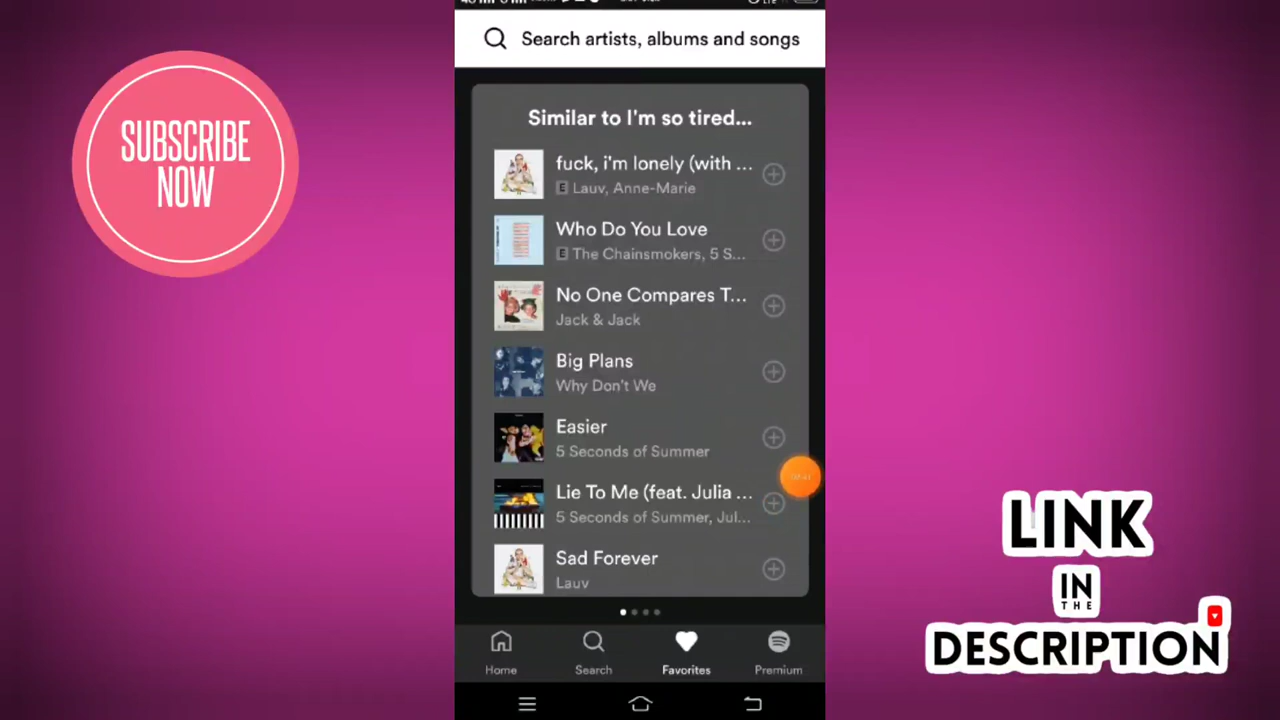 Search artists, albums and songs
SUBSCRIBE
NOW
Similar to I'm so tired...
fuck, i'm lonely (with ...
E Lauv, Anne-Marie
Who Do You Love
E The Chainsmokers, 5 S...
No One Compares T...
Jack & Jack
Big Plans
Why Don't We
Easier
5 Seconds of Summer
Lie To Me (feat. Julia ...
5 Seconds of Summer, Jul...
Sad Forever
Lauv
LINK
IN
THE
DESCRIPTION
Home
Search
Favorites
Premium